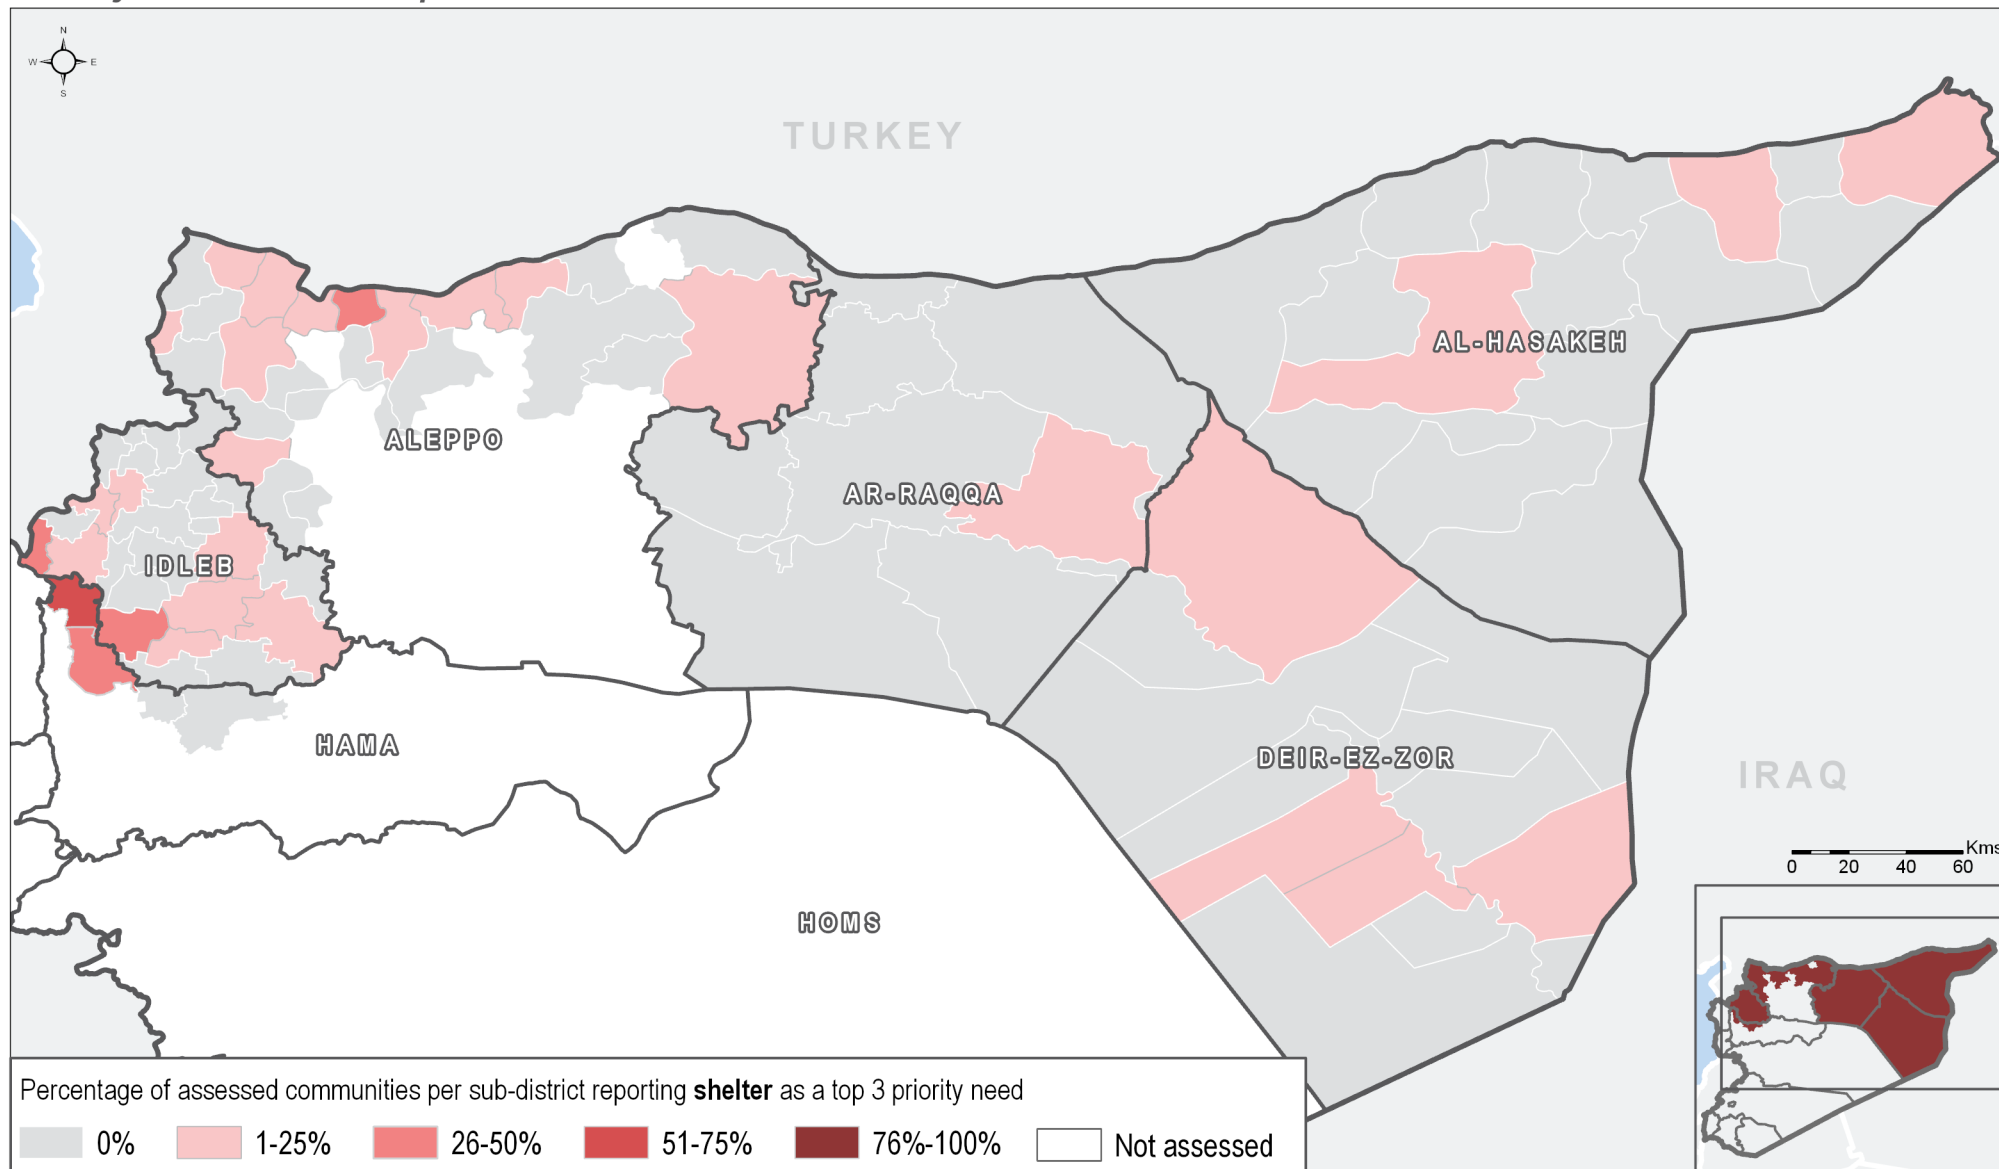 N
W E
S
TURKEY
AL-HASAKEH
ALEPPO
AR-RAQQA
IDLEB
HAMA
DEIR-EZ-ZOR
IRAQ
Kms
0 20 40 60
HOMS
Percentage of assessed communities per sub-district reporting shelter as a top 3 priority need
0% 1-25% 26-50% 51-75% 76%-100% Not assessed